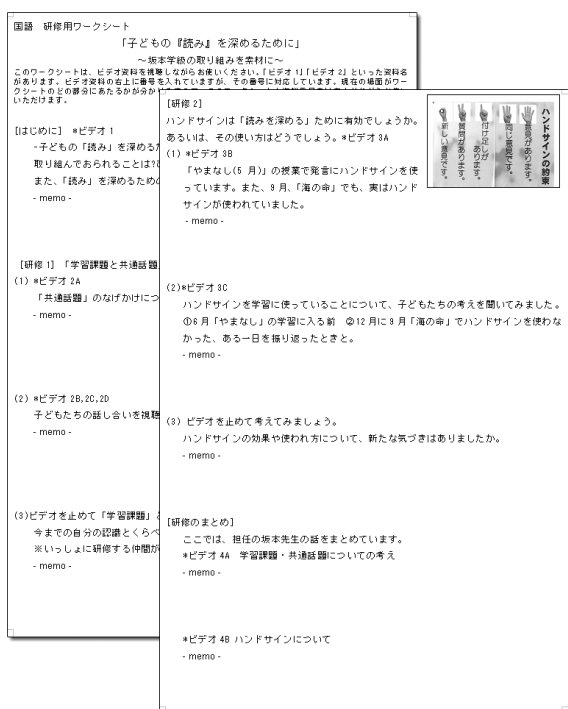 国語 研修用ワークシート
「子どもの『読み』を深めるために」
～坂本学級の取り組みを素材に～
このワークシートは、ビデオ資料を視聴しながらお使いください。「ビデオ1」「ビデオ2」といった資料名
があります。ビデオ資料の右上に番号を入れていますが、その番号に対応しています。現在の場面がワー
クシートのどの部分にあたるかが分か
いただけます。
[はじめに] *ビデオ1
-子どもの「読み」を深める
取り組んでおられることは?
また、「読み」を深めるための
- memo -
[研修1]「学習課題と共通話題
(1) *ビデオ2A
「共通話題」のなげかけについ
- memo -
(2) *ビデオ2B,2C,2D
子どもたちの話し合いを視聴
- memo -
(3)ビデオを止めて「学習課題」
今までの自分の認識とくらべ
※いっしょに研修する仲間が
- memo -
[研修2]
ハンドサインは「読みを深める」ために有効でしょうか。
あるいは、その使い方はどうでしょう。*ビデオ3A
(1) *ビデオ3B
「やまなし(5月)」の授業で発言にハンドサインを使
っています。また、9月、「海の命」でも、実はハンド
サインが使われていました。
- memo -
ハンドサインの約束
意見があります。
同じ意見です。
付け足しが
あります。
質問があります。
新しい意見です。
(2)*ビデオ3C
ハンドサインを学習に使っていることについて、子どもたちの考えを聞いてみました。
①6月「やまなし」の学習に入る前 ②12月に9月「海の命」でハンドサインを使わな
かった、ある一日を振り返ったときと。
- memo -
(3) ビデオを止めて考えてみましょう。
ハンドサインの効果や使われ方について、新たな気づきはありましたか。
- memo -
[研修のまとめ]
ここでは、担任の坂本先生の話をまとめています。
*ビデオ4A 学習課題・共通話題についての考え
- memo -
*ビデオ4B ハンドサインについて
- memo -